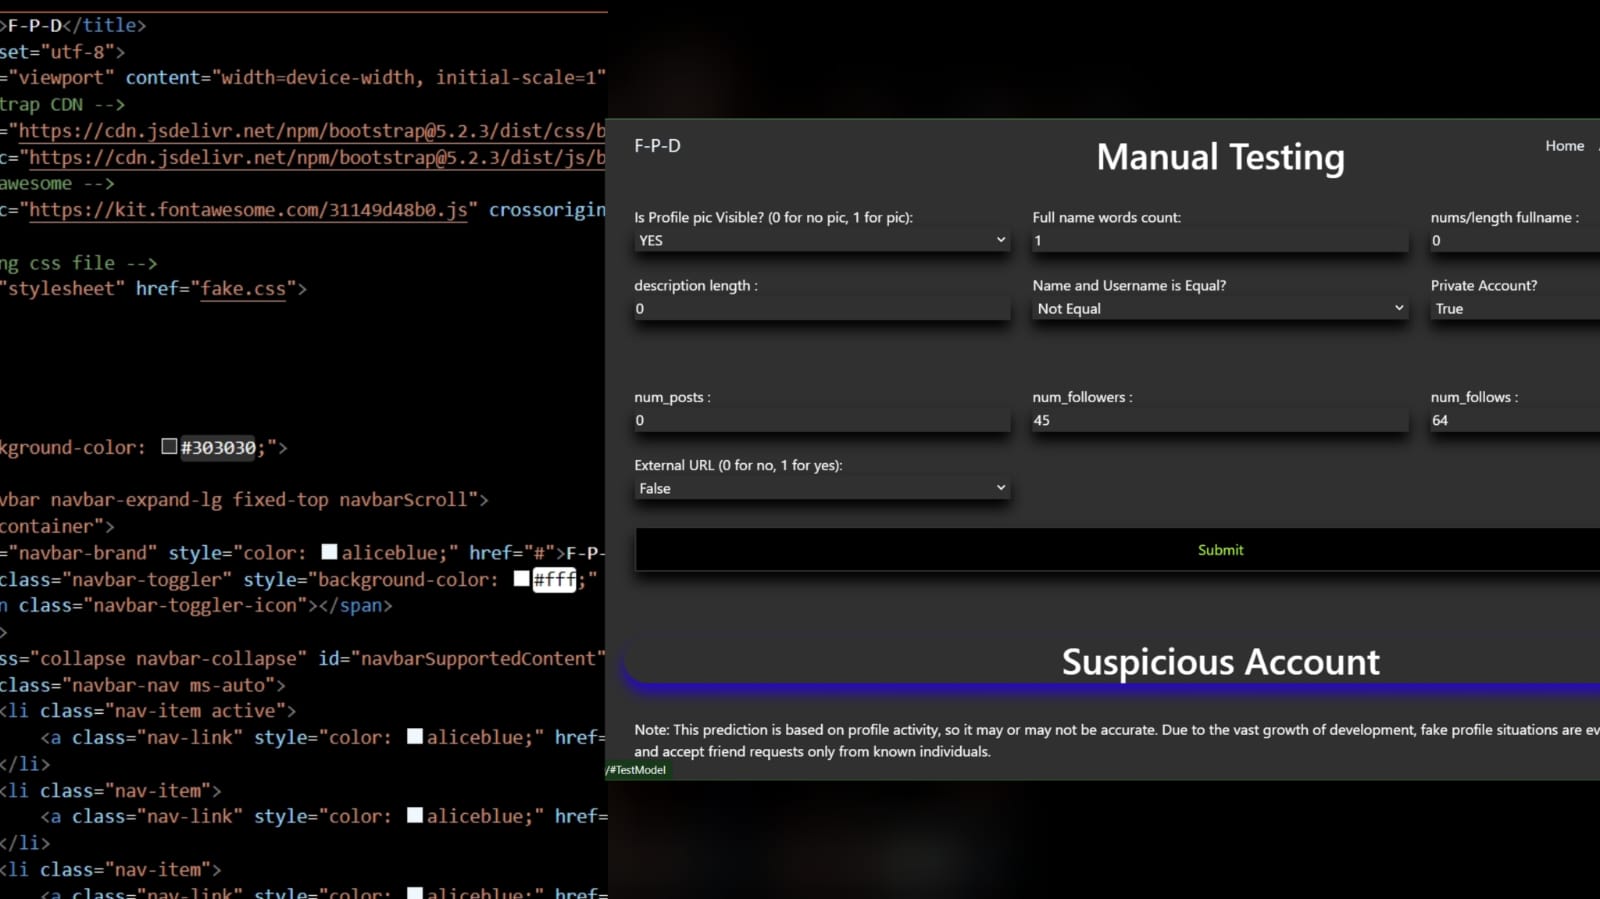 >F-P-D</title>
set="utf-8">
="viewport" content="width=device-width, initial-scale=1"
trap CDN -->
="https://cdn.jsdelivr.net/npm/bootstrap@5.2.3/dist/css/b
c="https://cdn.jsdelivr.net/npm/bootstrap@5.2.3/dist/js/b
awesome -->
c="https://kit.fontawesome.com/31149d48b0.js" crossorigin
ng css file -->
"stylesheet" href="fake.css">
kground-color: #303030;">
vbar navbar-expand-lg fixed-top navbarScroll">
container">
="navbar-brand" style="color: aliceblue;" href="#">F-P-
class="navbar-toggler" style="background-color: #fff;"
n class="navbar-toggler-icon"></span>
>
ss="collapse navbar-collapse" id="navbarSupportedContent"
class="navbar-nav ms-auto">
<li class="nav-item active">
<a class="nav-link" style="color: aliceblue;" href=
</li>
<li class="nav-item">
<a class="nav-link" style="color: aliceblue;" href=
</li>
<li class="nav-item">
<a class="nav-link" style="color: aliceblue;" href=
F-P-D
Manual Testing
Home
Is Profile pic Visible? (0 for no pic, 1 for pic):
YES
Full name words count:
1
nums/length fullname :
0
description length :
0
Name and Username is Equal?
Not Equal
Private Account?
True
num_posts :
0
num_followers :
45
num_follows :
64
External URL (0 for no, 1 for yes):
False
Submit
Suspicious Account
Note: This prediction is based on profile activity, so it may or may not be accurate. Due to the vast growth of development, fake profile situations are ev
and accept friend requests only from known individuals.
/#TestModel